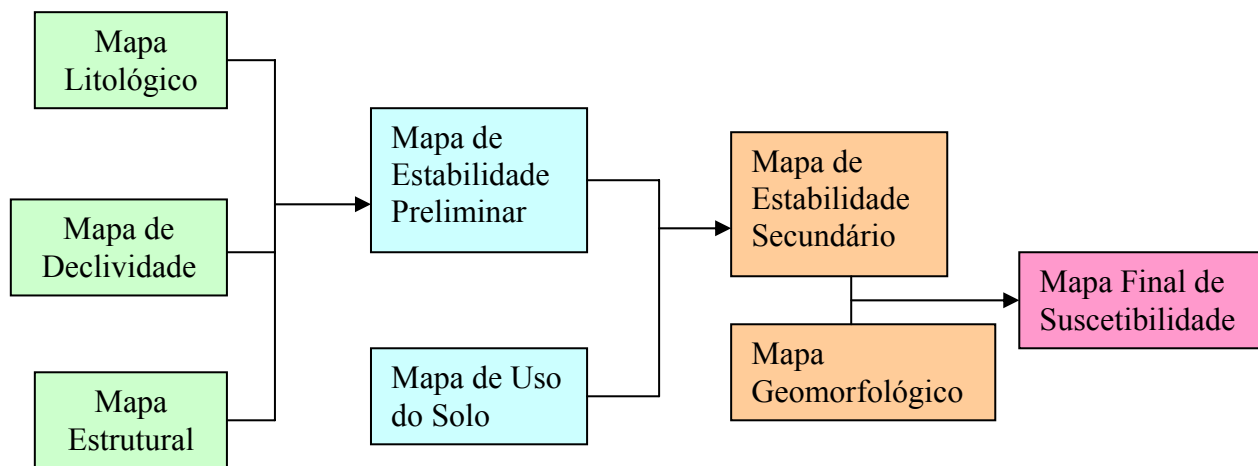 Mapa
Litológico
Mapa de
Declividade
Mapa
Estrutural
Mapa de
Estabilidade
Preliminar
Mapa de Uso
do Solo
Mapa de
Estabilidade
Secundário
Mapa
Geomorfológico
Mapa Final de
Suscetibilidade